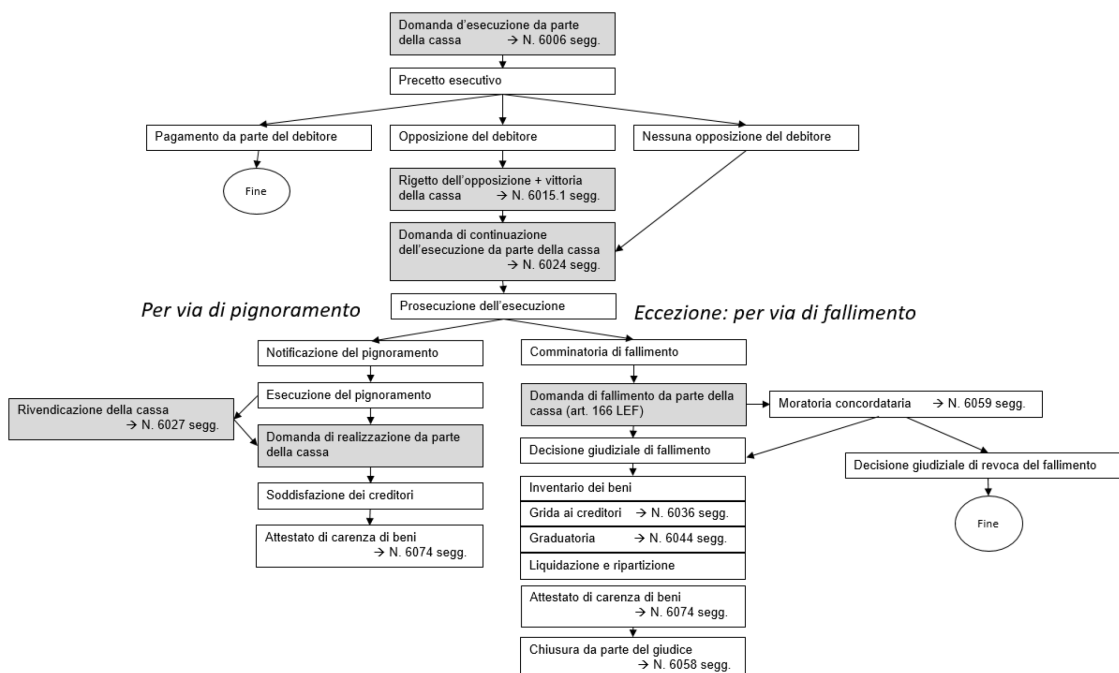 Domanda d'esecuzione da parte
della cassa → N. 6006 segg.
Precetto esecutivo
Pagamento da parte del debitore
Opposizione del debitore
Nessuna opposizione del debitore
Fine
Rigetto dell'opposizione + vittoria
della cassa → N. 6015.1 segg.
Domanda di continuazione
dell'esecuzione da parte della cassa
→ N. 6024 segg.
Prosecuzione dell'esecuzione
Per via di pignoramento
Eccezione: per via di fallimento
Notificazione del pignoramento
Esecuzione del pignoramento
Rivendicazione della cassa
→ N. 6027 segg.
Domanda di realizzazione da parte
della cassa
Soddisfazione dei creditori
Attestato di carenza di beni
→ N. 6074 segg.
Comminatoria di fallimento
Domanda di fallimento da parte della
cassa (art. 166 LEF)
Moratoria concordataria → N. 6059 segg.
Decisione giudiziale di fallimento
Decisione giudiziale di revoca del fallimento
Fine
Inventario dei beni
Grida ai creditori → N. 6036 segg.
Graduatoria → N. 6044 segg.
Liquidazione e ripartizione
Attestato di carenza di beni
→ N. 6074 segg.
Chiusura da parte del giudice
→ N. 6058 segg.